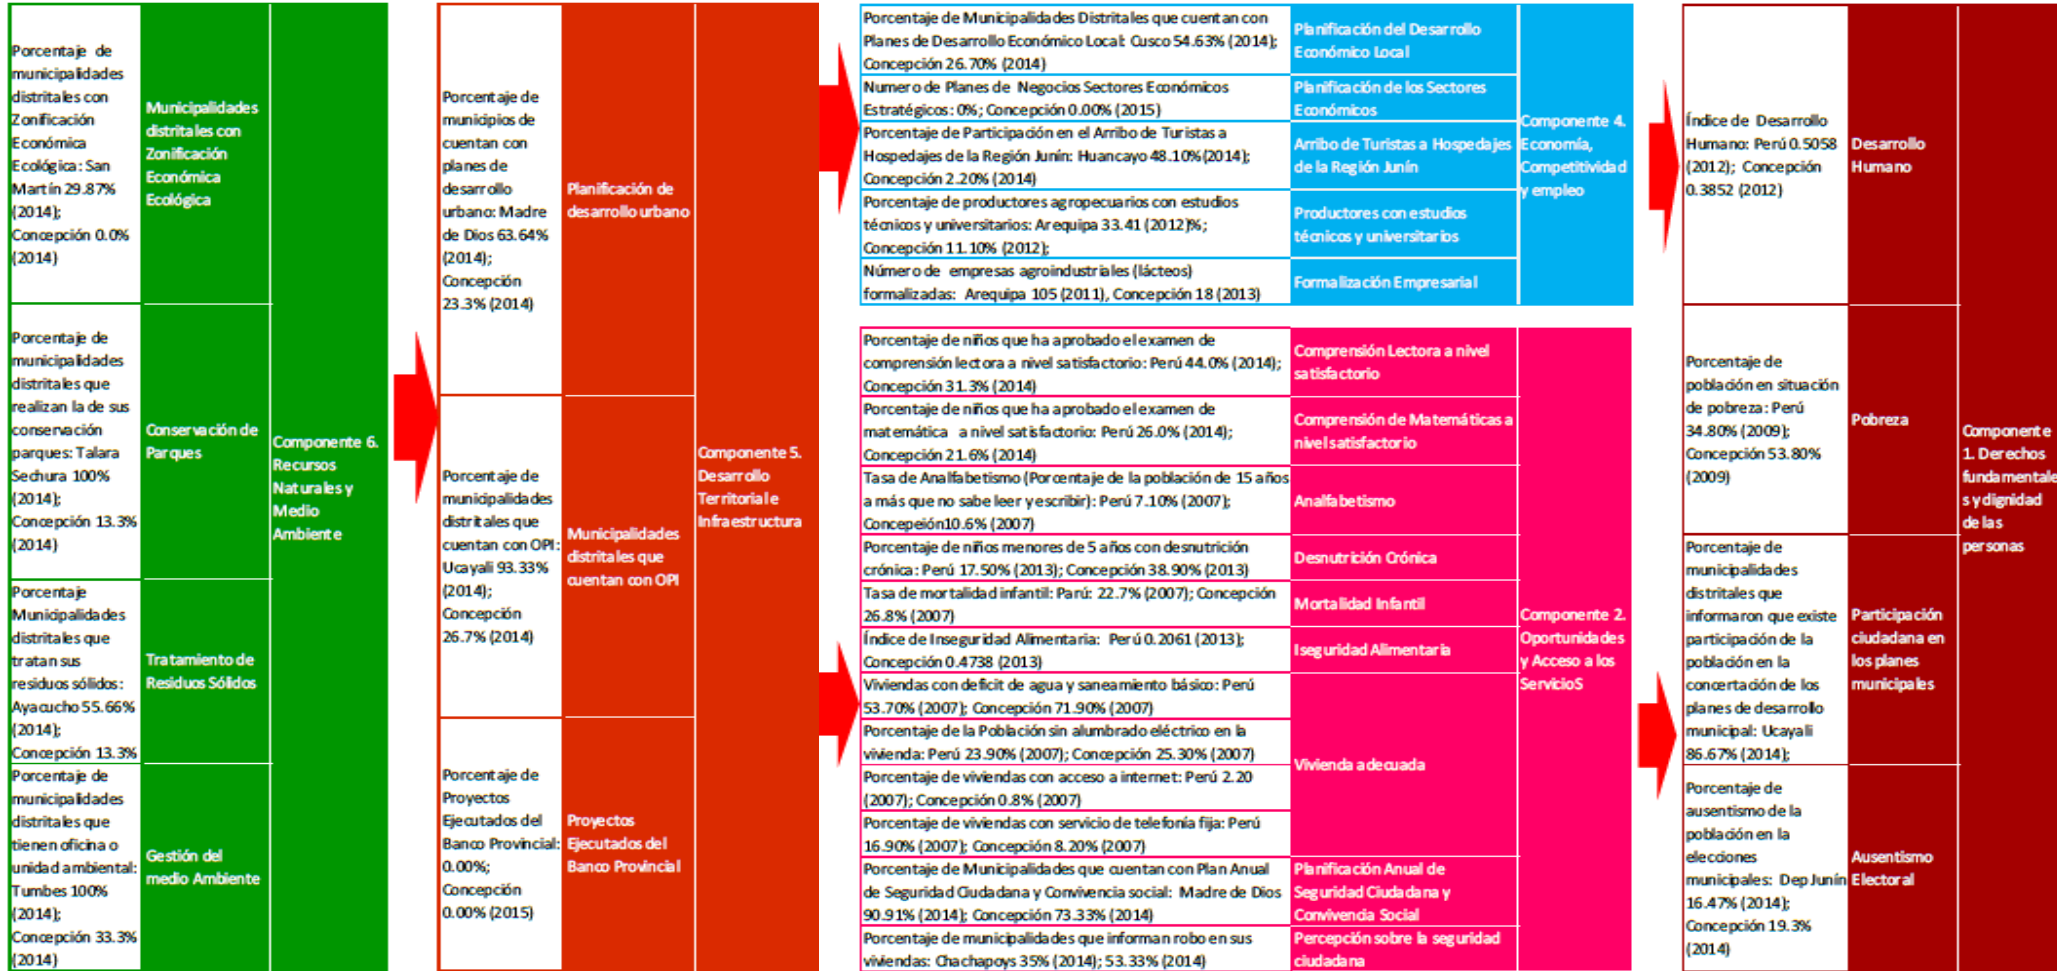 Porcentaje de
municipalidades
distritales con
Zonificación
Económica
Ecológica: San
Martín 29.87%
(2014);
Concepción 0.0%
(2014)
Municipalidades
distritales con
Zonificación
Económica
Ecológica
Porcentaje de
municipalidades
distritales que
realizan la de sus
conservación
parques: Talara
Sechura 100%
(2014);
Concepción 13.3%
(2014)
Conservación de
Parques
Porcentaje
Municipalidades
distritales que
tratan sus
residuos sólidos:
Ayacucho 55.66%
(2014);
Concepción 13.3%
Tratamiento de
Residuos Sólidos
Porcentaje de
municipalidades
distritales que
tienen oficina o
unidad ambiental:
Tumbes 100%
(2014);
Concepción 33.3%
(2014)
Gestión del
medio Ambiente
Componente 6.
Recursos
Naturales y
Medio
Ambiente
Porcentaje de
municipios de
cuentan con
planes de
desarrollo
urbano: Madre
de Dios 63.64%
(2014);
Concepción
23.3% (2014)
Planificación de
desarrollo urbano
Porcentaje de
municipalidades
distritales que
cuentan con OPI:
Ucayali 93.33%
(2014);
Concepción
26.7% (2014)
Municipalidades
distritales que
cuentan con OPI
Porcentaje de
Proyectos
Ejecutados del
Banco Provincial:
0.00%;
Concepción
0.00% (2015)
Proyectos
Ejecutados del
Banco Provincial
Componente 5.
Desarrollo
Territorial e
Infraestructura
Porcentaje de Municipalidades Distritales que cuentan con
Planes de Desarrollo Económico Local: Cusco 54.63% (2014);
Concepción 26.70% (2014)
Planificación del Desarrollo
Económico Local
Numero de Planes de Negocios Sectores Económicos
Estratégicos: 0%; Concepción 0.00% (2015)
Planificación de los Sectores
Económicos
Porcentaje de Participación en el Arribo de Turistas a
Hospedajes de la Región Junín: Huancayo 48.10% (2014);
Concepción 2.20% (2014)
Arribo de Turistas a Hospedajes
de la Región Junín
Porcentaje de productores agropecuarios con estudios
técnicos y universitarios: Arequipa 33.41 (2012)%;
Concepción 11.10% (2012);
Productores con estudios
técnicos y universitarios
Número de empresas agroindustriales (lácteos)
formalizadas: Arequipa 105 (2011), Concepción 18 (2013)
Formalización Empresarial
Componente 4.
Economía,
Competitividad
y empleo
Porcentaje de niños que ha aprobado el examen de
comprensión lectora a nivel satisfactorio: Perú 44.0% (2014);
Concepción 31.3% (2014)
Comprensión Lectora a nivel
satisfactorio
Porcentaje de niños que ha aprobado el examen de
matemática a nivel satisfactorio: Perú 26.0% (2014);
Concepción 21.6% (2014)
Comprensión de Matemáticas a
nivel satisfactorio
Tasa de Analfabetismo (Porcentaje de la población de 15 años
a más que no sabe leer y escribir): Perú 7.10% (2007);
Concepeión10.6% (2007)
Analfabetismo
Porcentaje de niños menores de 5 años con desnutrición
crónica: Perú 17.50% (2013); Concepción 38.90% (2013)
Desnutrición Crónica
Tasa de mortalidad infantil: Parú: 22.7% (2007); Concepción
26.8% (2007)
Mortalidad Infantil
Índice de Inseguridad Alimentaria: Perú 0.2061 (2013);
Concepción 0.4738 (2013)
Iseguridad Alimentaria
Viviendas con deficit de agua y saneamiento básico: Perú
53.70% (2007); Concepción 71.90% (2007)
Porcentaje de la Población sin alumbrado eléctrico en la
vivienda: Perú 23.90% (2007); Concepción 25.30% (2007)
Porcentaje de viviendas con acceso a internet: Perú 2.20
(2007); Concepción 0.8% (2007)
Porcentaje de viviendas con servicio de telefonía fija: Perú
16.90% (2007); Concepción 8.20% (2007)
Vivienda adecuada
Porcentaje de Municipalidades que cuentan con Plan Anual
de Seguridad Ciudadana y Convivencia social: Madre de Dios
90.91% (2014); Concepción 73.33% (2014)
Planificación Anual de
Seguridad Ciudadana y
Convivencia Social
Porcentaje de municipalidades que informan robo en sus
viviendas: Chachapoys 35% (2014); 53.33% (2014)
Percepción sobre la seguridad
ciudadana
Componente 2.
Oportunidades
y Acceso a los
ServicioS
Índice de Desarrollo
Humano: Perú 0.5058
(2012); Concepción
0.3852 (2012)
Desarrollo
Humano
Porcentaje de
población en situación
de pobreza: Perú
34.80% (2009);
Concepción 53.80%
(2009)
Pobreza
Porcentaje de
municipalidades
distritales que
informaron que existe
participación de la
población en la
concertación de los
planes de desarrollo
municipal: Ucayali
86.67% (2014);
Participación
ciudadana en
los planes
municipales
Porcentaje de
ausentismo de la
población en la
elecciones
municipales: Dep Junín
16.47% (2014);
Concepción 19.3%
(2014)
Ausentismo
Electoral
Componente
1. Derechos
fundamentale
s y dignidad
de las
personas